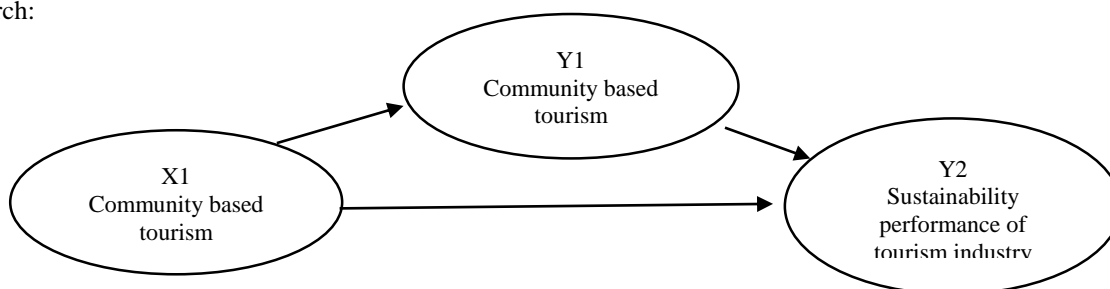 rch:
Y1
Community based
tourism
X1
Community based
tourism
Y2
Sustainability
performance of
tourism industry